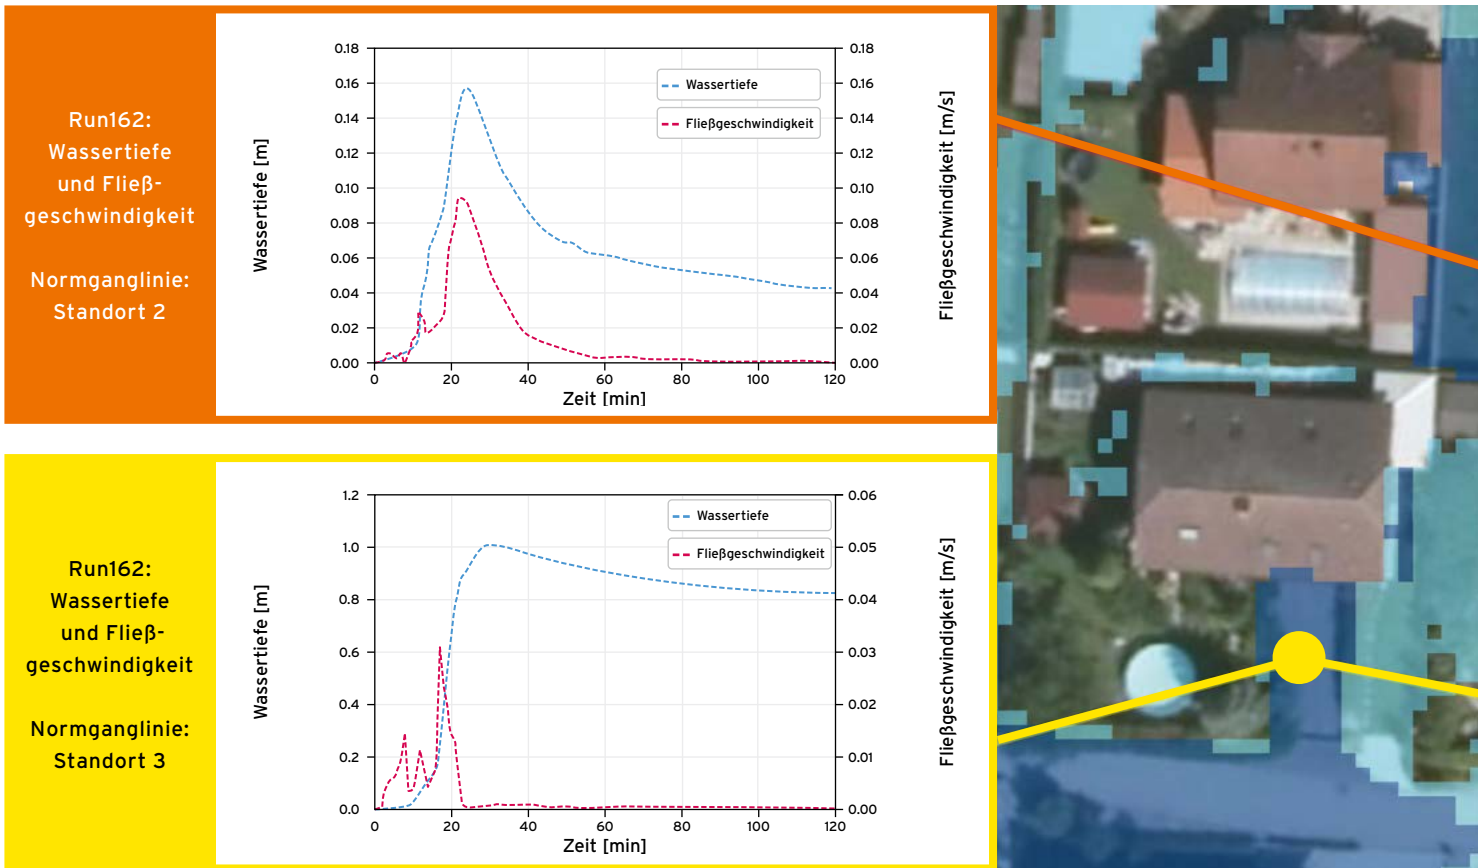 Run162:
Wassertiefe
und Fließ-
geschwindigkeit
Normganglinie:
Standort 2
Wassertiefe [m]
0.18
0.16
0.14
0.12
0.10
0.08
0.06
0.04
0.02
0.00
0 20 40 60 80 100 120
Zeit [min]
Wassertiefe
Fließgeschwindigkeit
0.18
0.16
0.14
0.12
0.10
0.08
0.06
0.04
0.02
0.00
Fließgeschwindigkeit [m/s]
Run162:
Wassertiefe
und Fließ-
geschwindigkeit
Normganglinie:
Standort 3
Wassertiefe [m]
1.2
1.0
0.8
0.6
0.4
0.2
0.0
0 20 40 60 80 100 120
Zeit [min]
Wassertiefe
Fließgeschwindigkeit
0.06
0.05
0.04
0.03
0.02
0.01
0.00
Fließgeschwindigkeit [m/s]